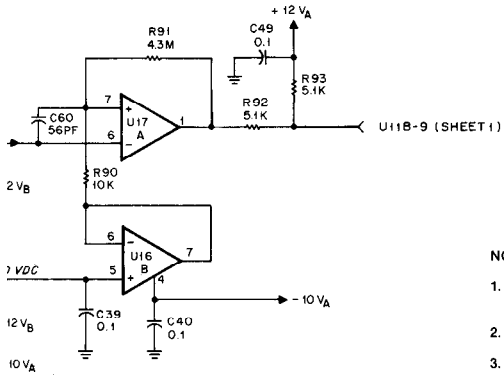 R91
4.3M
C49
0.1
+ 12 VA
R93
5.1K
R92
5.1K
U11B-9 (SHEET 1)
C60
56PF
7
+
U17
A
1
6
-
R90
10K
2 VB
6
-
U16
B
7
5
+
4
VDC
- 10 VA
C39
0.1
C40
0.1
12 VB
10 VA
NO
1.
2.
3.